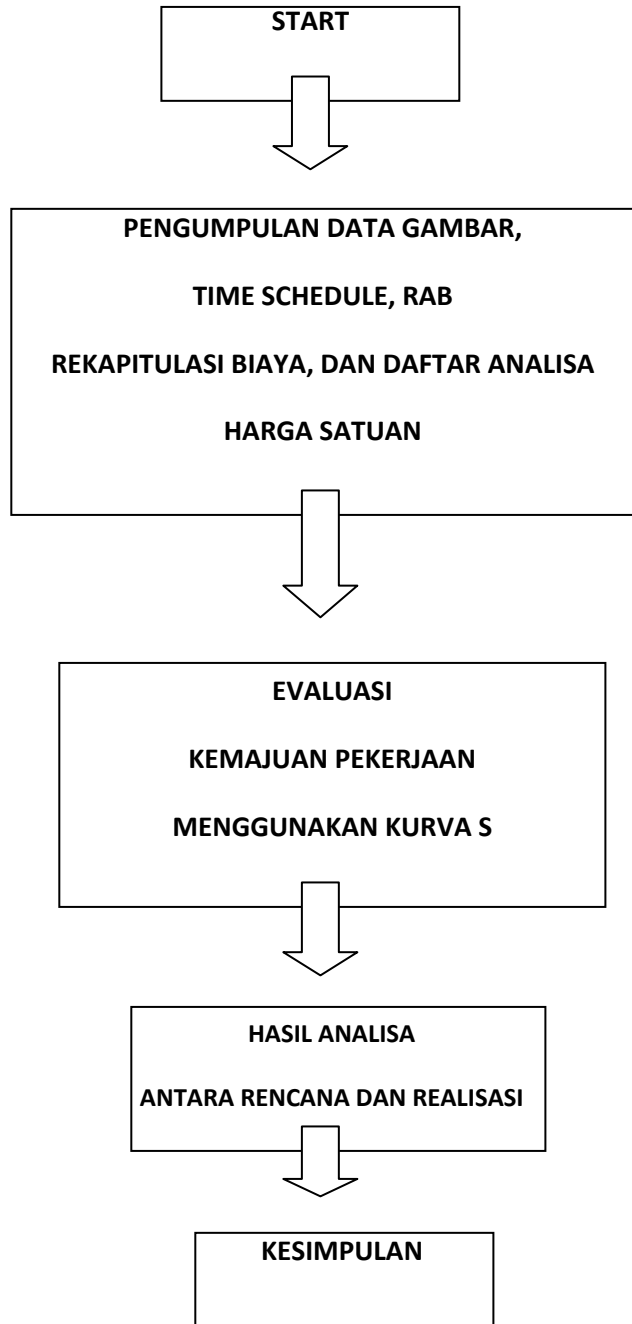 START
PENGUMPULAN DATA GAMBAR,
TIME SCHEDULE, RAB
REKAPITULASI BIAYA, DAN DAFTAR ANALISA
HARGA SATUAN
EVALUASI
KEMAJUAN PEKERJAAN
MENGGUNAKAN KURVA S
HASIL ANALISA
ANTARA RENCANA DAN REALISASI
KESIMPULAN